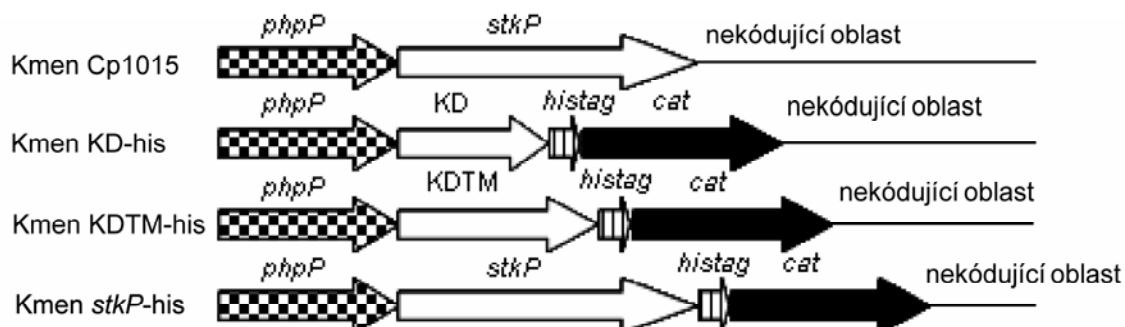 phpP stkP nekódující oblast
Kmen Cp1015
phpP KD histag cat nekódující oblast
Kmen KD-his
phpP KDTM histag cat nekódující oblast
Kmen KDTM-his
phpP stkP histag cat nekódující oblast
Kmen stkP-his